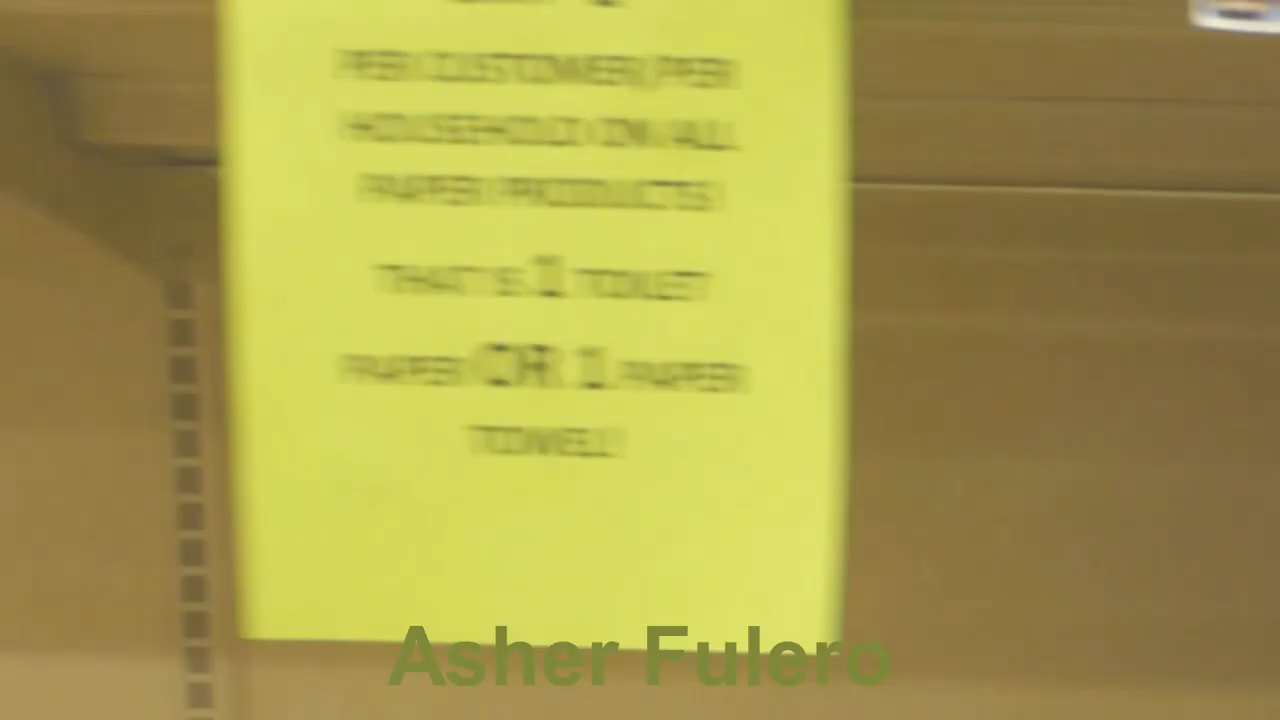 PER CUSTOMER/PER
HOUSEHOLD ON ALL
PAPER PRODUCTS!
THAT'S 1 TOILET
PAPER OR 1 PAPER
TOWEL!
Asher Fulero